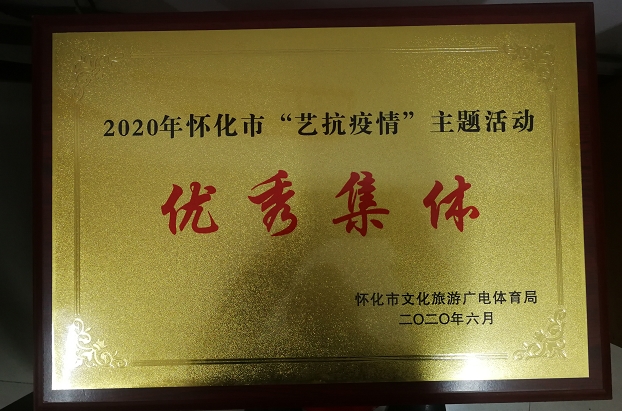 2020年怀化市“艺抗疫情”主题活动
优秀集体
怀化市文化旅游广电体育局
二〇二〇年六月